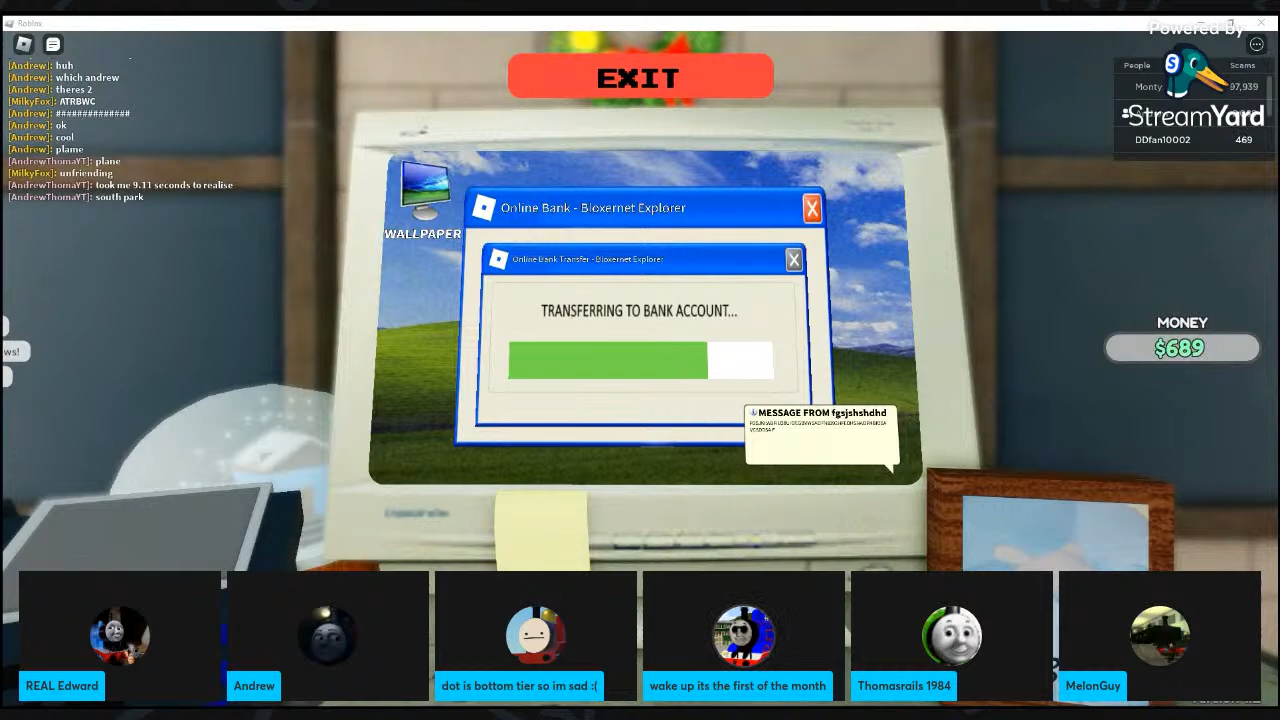 Roblox
Powered by
StreamYard
[Andrew]: huh
[Andrew]: which andrew
[Andrew]: theres 2
[MilkyFox]: ATRBWC
[Andrew]: #############
[Andrew]: ok
[Andrew]: cool
[Andrew]: plame
[AndrewThomaYT]: plane
[MilkyFox]: unfriending
[AndrewThomaYT]: took me 9.11 seconds to realise
[AndrewThomaYT]: south park
EXIT
People Scams
Monty 97,939
DDfan10002 469
WALLPAPER
Online Bank - Bloxernet Explorer
X
Online Bank Transfer - Bloxernet Explorer
X
TRANSFERRING TO BANK ACCOUNT...
MESSAGE FROM fgsjshshdhd
MONEY
$689
ws!
REAL Edward
Andrew
dot is bottom tier so im sad :(
wake up its the first of the month
Thomasrails 1984
MelonGuy